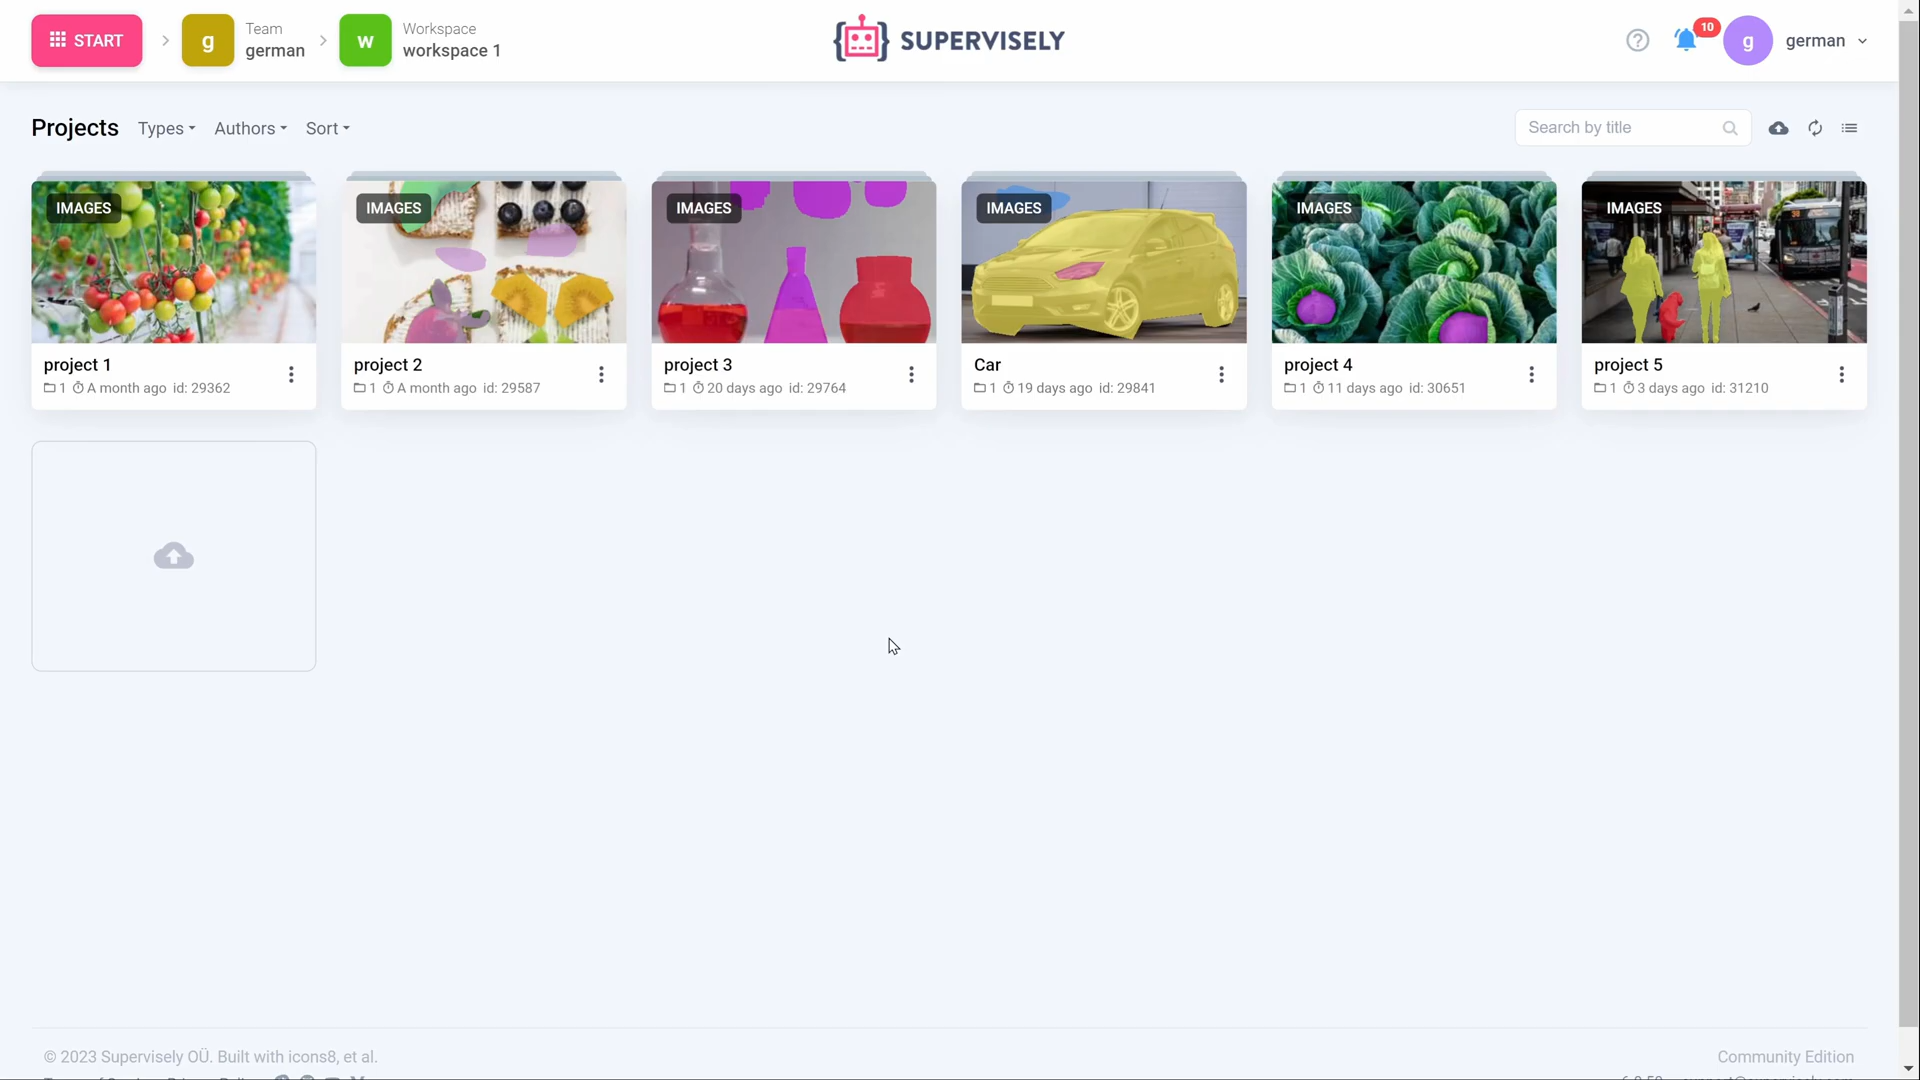 START
g
Team
german
w
Workspace
workspace 1
SUPERVISELY
10
g
german
Projects
Types
Authors
Sort
Search by title
IMAGES
IMAGES
IMAGES
IMAGES
IMAGES
IMAGES
project 1
1 A month ago id: 29362
project 2
1 A month ago id: 29587
project 3
1 20 days ago id: 29764
Car
1 19 days ago id: 29841
project 4
1 11 days ago id: 30651
project 5
1 3 days ago id: 31210
© 2023 Supervisely OÜ. Built with icons8, et al.
Community Edition